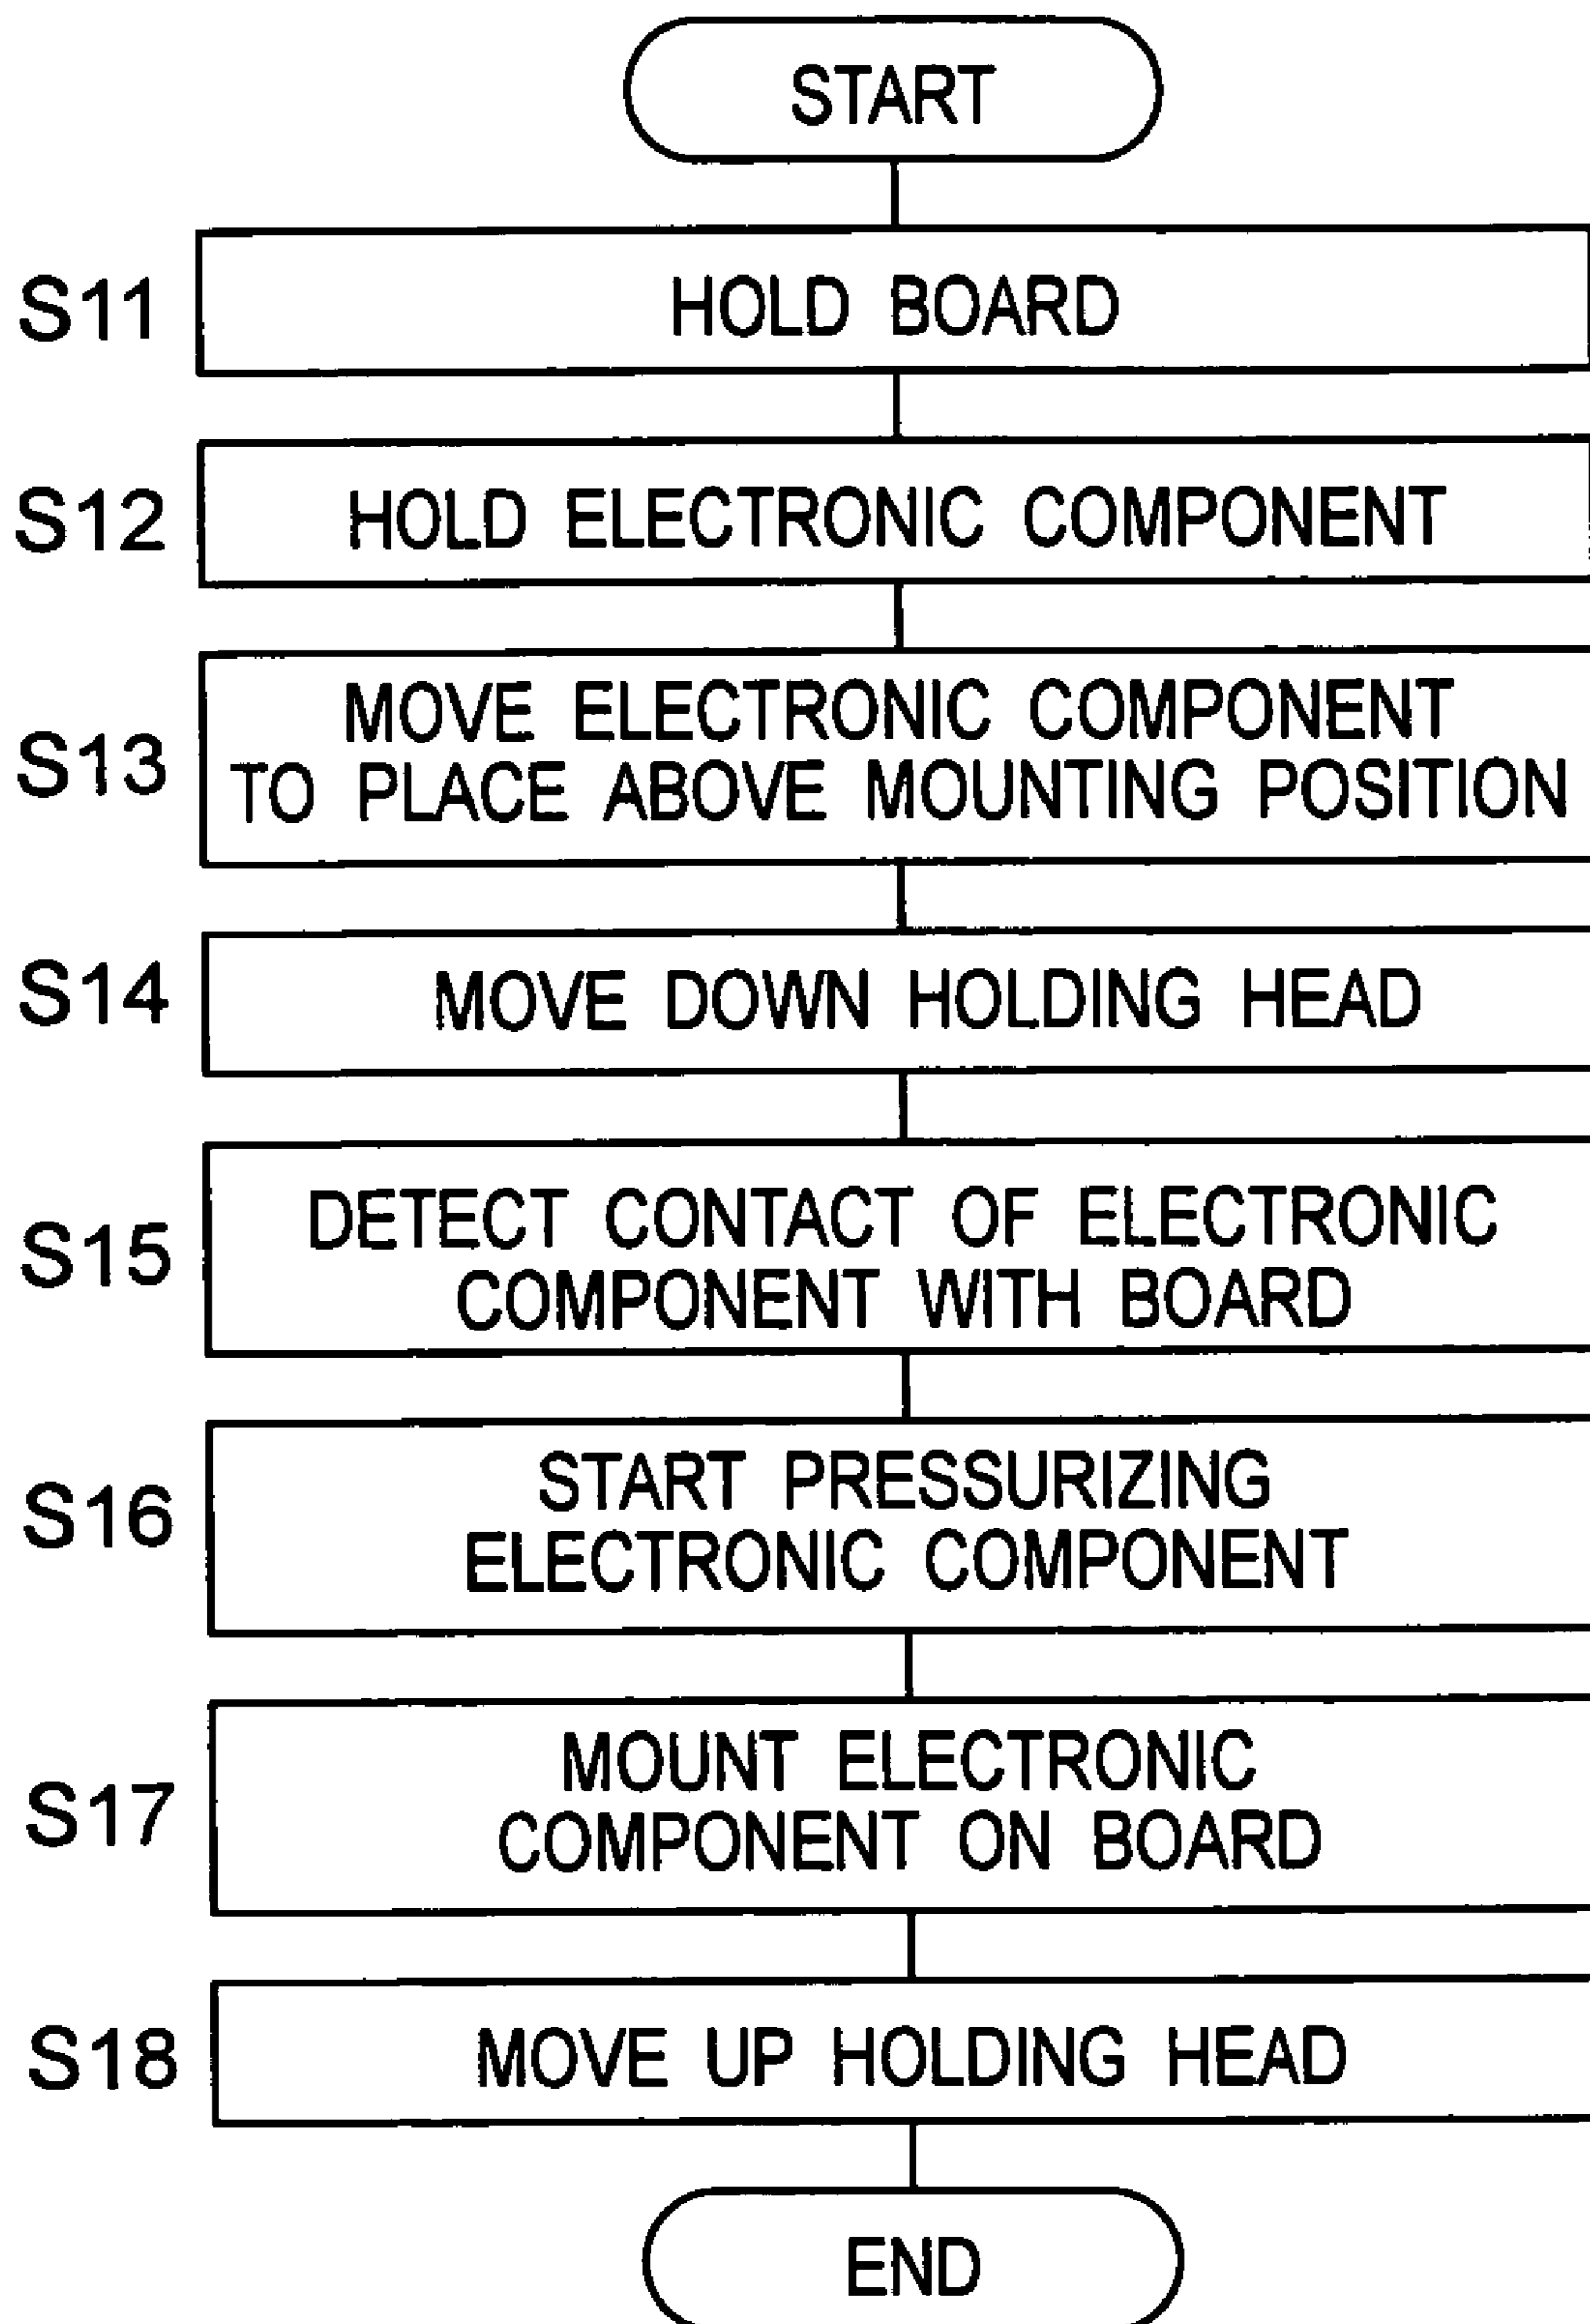 START
S11 HOLD BOARD
S12 HOLD ELECTRONIC COMPONENT
S13 MOVE ELECTRONIC COMPONENT
TO PLACE ABOVE MOUNTING POSITION
S14 MOVE DOWN HOLDING HEAD
S15 DETECT CONTACT OF ELECTRONIC
COMPONENT WITH BOARD
S16 START PRESSURIZING
ELECTRONIC COMPONENT
S17 MOUNT ELECTRONIC
COMPONENT ON BOARD
S18 MOVE UP HOLDING HEAD
END